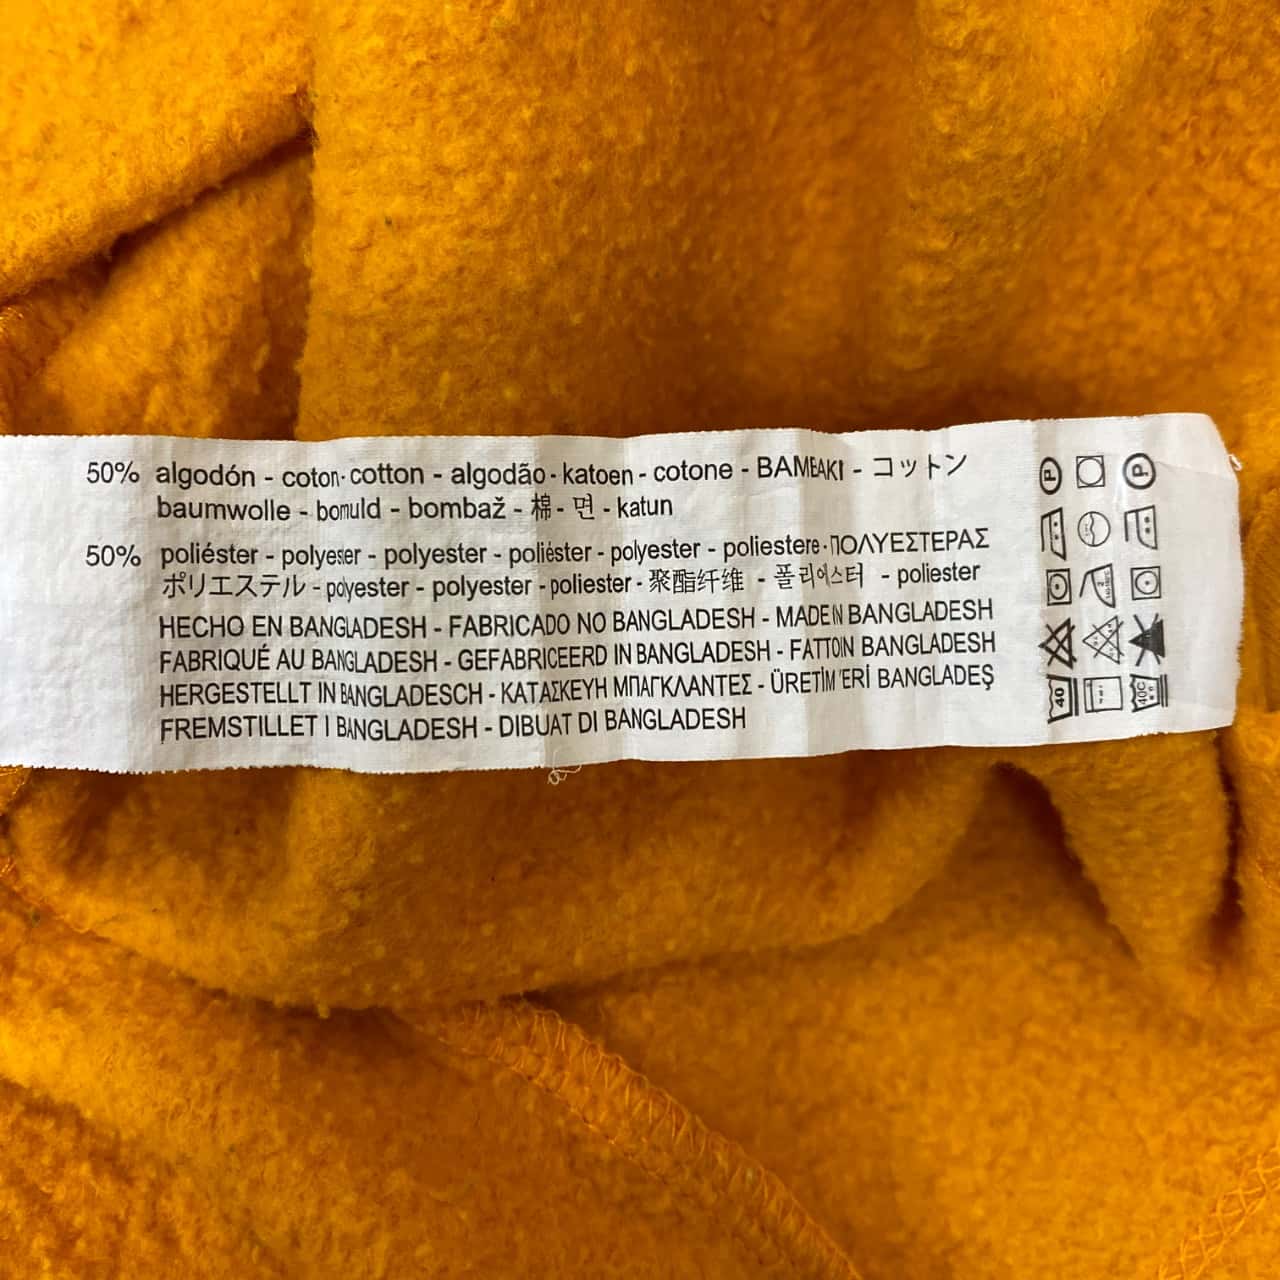 50% algodón - coton - cotton - algodão - katoen - cotone - BAMBAKI - コットン
baumwolle - bomuld - bombaž - 棉 - 면 - katun
50% poliéster - polyester - polyester - poliéster - polyester - poliestere - ΠΟΛΥΕΣΤΕΡΑΣ
ポリエステル - polyester - polyester - poliester - 聚酯纤维 - 폴리에스터 - poliester
HECHO EN BANGLADESH - FABRICADO NO BANGLADESH - MADE IN BANGLADESH
FABRIQUÉ AU BANGLADESH - GEFABRICEERD IN BANGLADESH - FATTO IN BANGLADESH
HERGESTELLT IN BANGLADESCH - ΚΑΤΑΣΚΕΥΗ ΜΠΑΓΚΛΑΝΤΕΣ - ÜRETİM YERİ BANGLADEŞ
FREMSTILLET I BANGLADESH - DIBUAT DI BANGLADESH
P P
40 40C